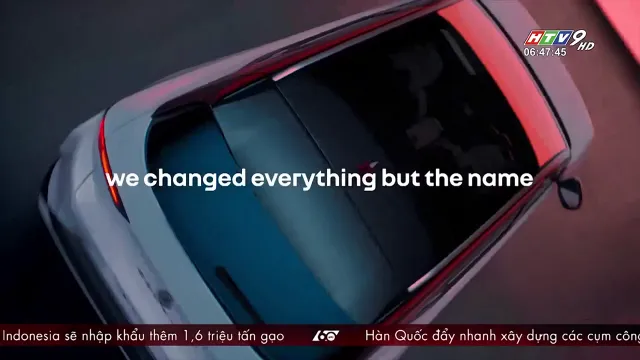 HTV9 HD
06:47:45
we changed everything but the name
Indonesia sẽ nhập khẩu thêm 1,6 triệu tấn gạo
60
Hàn Quốc đẩy nhanh xây dựng các cụm công